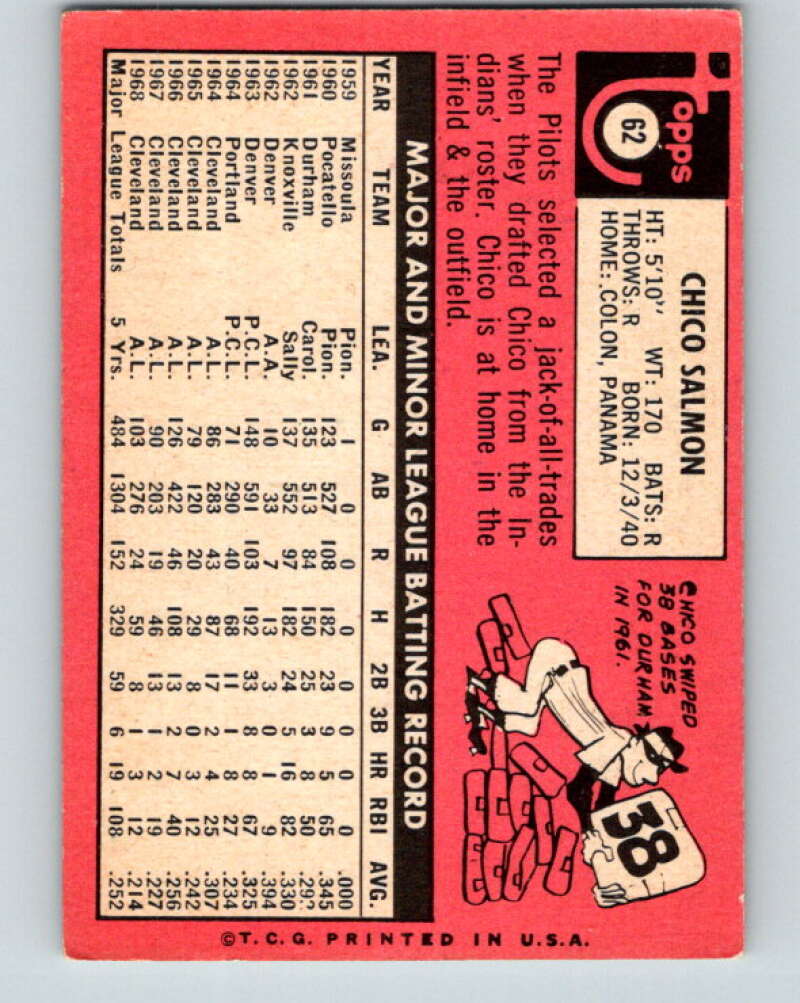 Topps
62
CHICO SALMON
HT: 5'10" WT: 170 BATS: R
THROWS: R BORN: 12/3/40
HOME: COLON, PANAMA
The Pilots selected a jack-of-all-trades
when they drafted Chico from the In-
dians' roster. Chico is at home in the
infield & the outfield.
CHICO SWIPED
38 BASES
FOR DURHAM
IN 1961.
38
MAJOR AND MINOR LEAGUE BATTING RECORD
YEAR TEAM LEA. G AB R H 2B 3B HR RBI AVG.
1959 Missoula Pion. 1 0 0 0 0 0 0 0 .000
1960 Pocatello Pion. 123 527 108 182 23 9 5 65 .345
1961 Durham Carol. 135 513 84 150 25 3 8 50 .292
1962 Knoxville Sally 137 552 97 182 24 5 16 82 .330
1962 Denver A.A. 10 33 7 13 3 0 1 9 .394
1963 Denver P.C.L. 148 591 103 192 33 8 8 67 .325
1964 Portland P.C.L. 71 290 40 68 11 1 8 27 .234
1964 Cleveland A.L. 86 283 43 87 17 2 4 25 .307
1965 Cleveland A.L. 79 120 20 29 8 0 3 12 .242
1966 Cleveland A.L. 126 422 46 108 13 2 7 40 .256
1967 Cleveland A.L. 90 203 19 46 13 1 2 19 .227
1968 Cleveland A.L. 103 276 24 59 8 1 3 12 .214
Major League Totals 5 Yrs. 484 1304 152 329 59 6 19 108 .252
©T.C.G. PRINTED IN U.S.A.